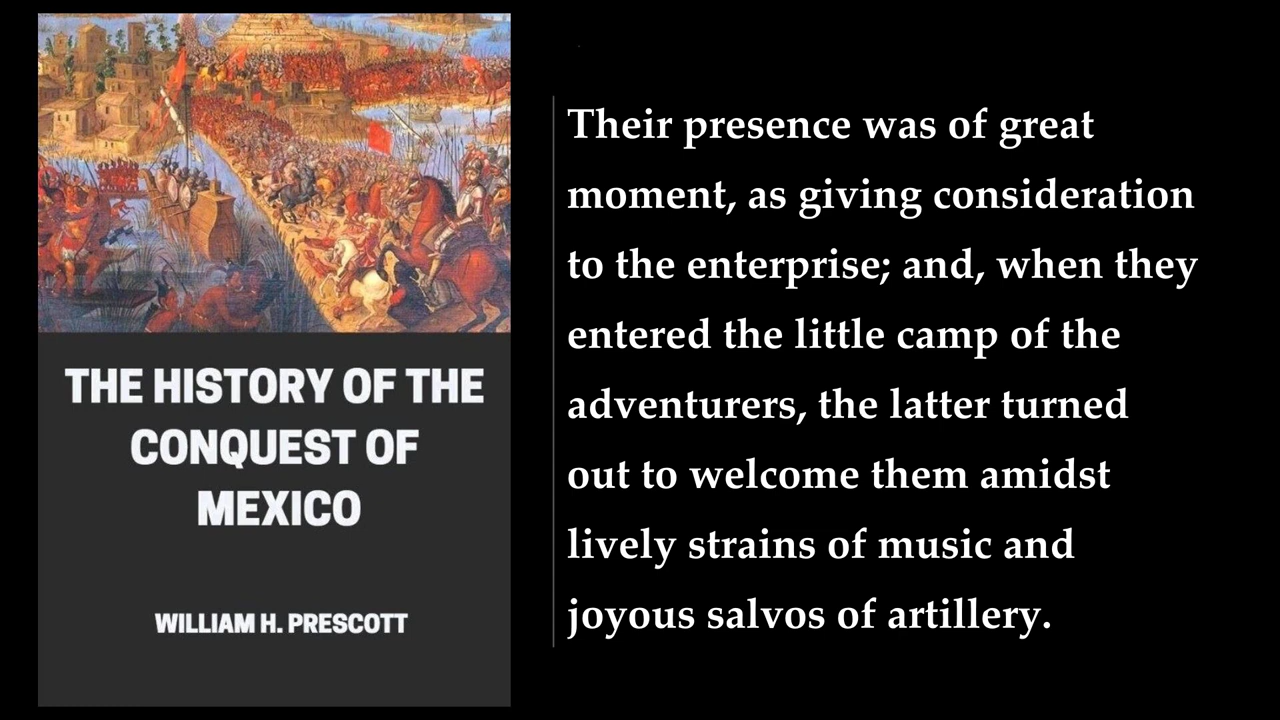 THE HISTORY OF THE
CONQUEST OF
MEXICO
WILLIAM H. PRESCOTT
Their presence was of great
moment, as giving consideration
to the enterprise; and, when they
entered the little camp of the
adventurers, the latter turned
out to welcome them amidst
lively strains of music and
joyous salvos of artillery.